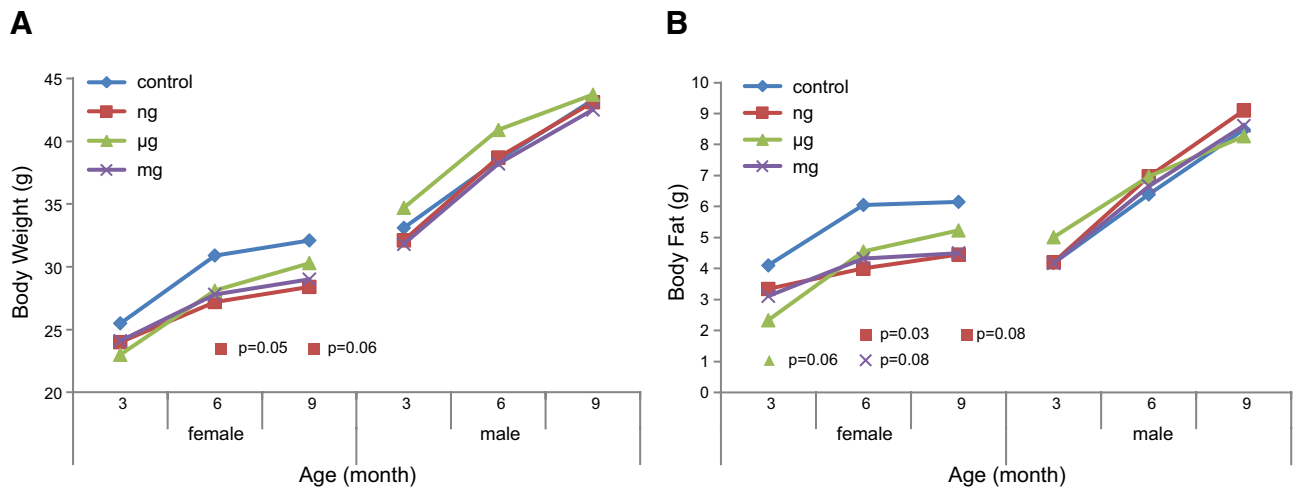 A
45
40
35
30
25
20
Body Weight (g)
control
ng
µg
mg
p=0.05 p=0.06
3 6 9 3 6 9
female male
Age (month)
B
10
9
8
7
6
5
4
3
2
1
0
Body Fat (g)
control
ng
µg
mg
p=0.03 p=0.08
p=0.06 p=0.08
3 6 9 3 6 9
female male
Age (month)